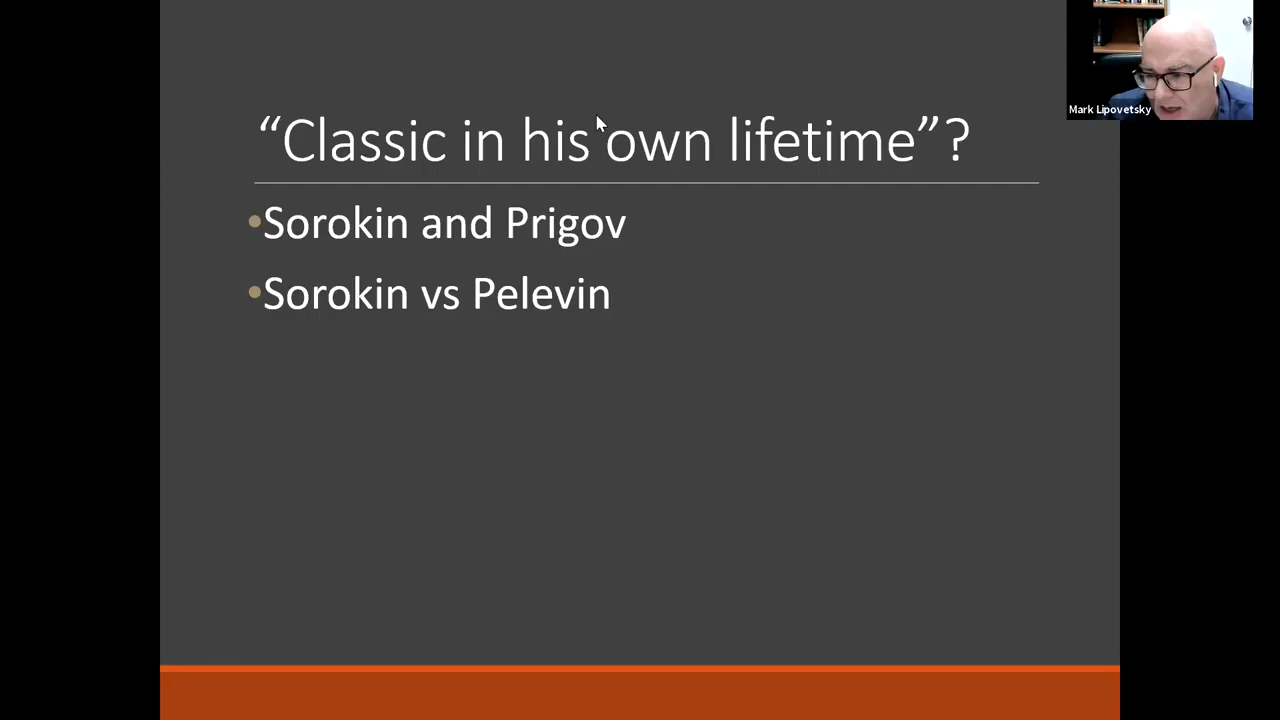 “Classic in his own lifetime”?
•Sorokin and Prigov
•Sorokin vs Pelevin
Mark Lipovetsky